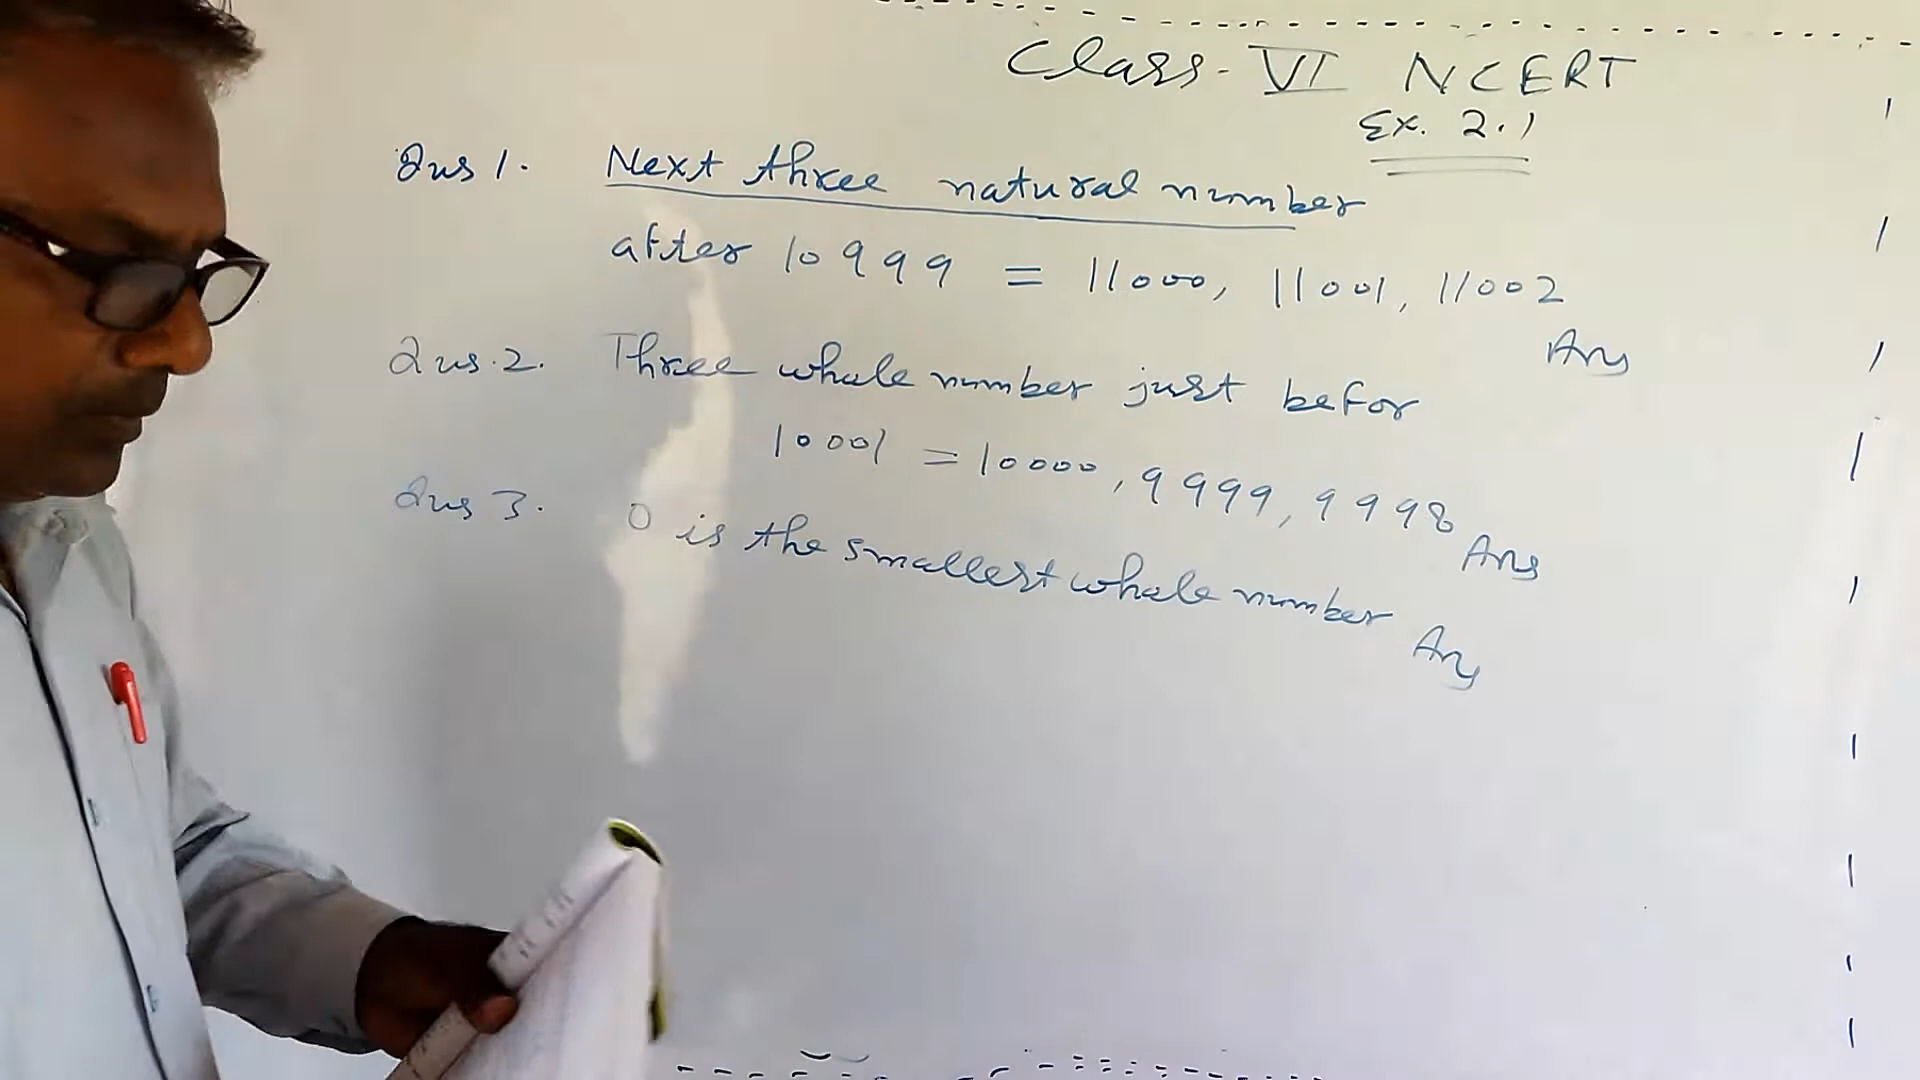 Class-VI NCERT
Ex. 2.1
Qus 1. Next three natural number
after 10999 = 11000, 11001, 11002
Ans
Qus.2. Three whole number just befor
10001 = 10000, 9999, 9998
Ans
Qus 3. 0 is the smallest whole number
Ans